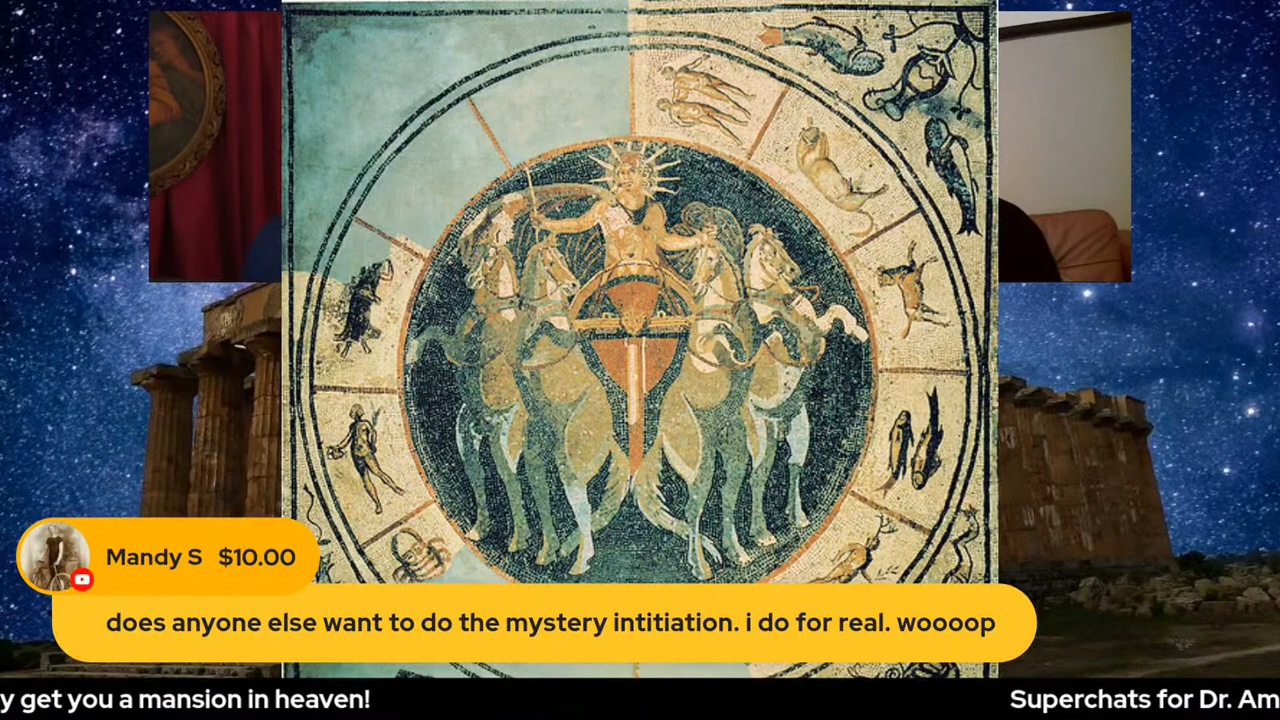 Mandy S $10.00
does anyone else want to do the mystery intitiation. i do for real. woooop
y get you a mansion in heaven! Superchats for Dr. Am